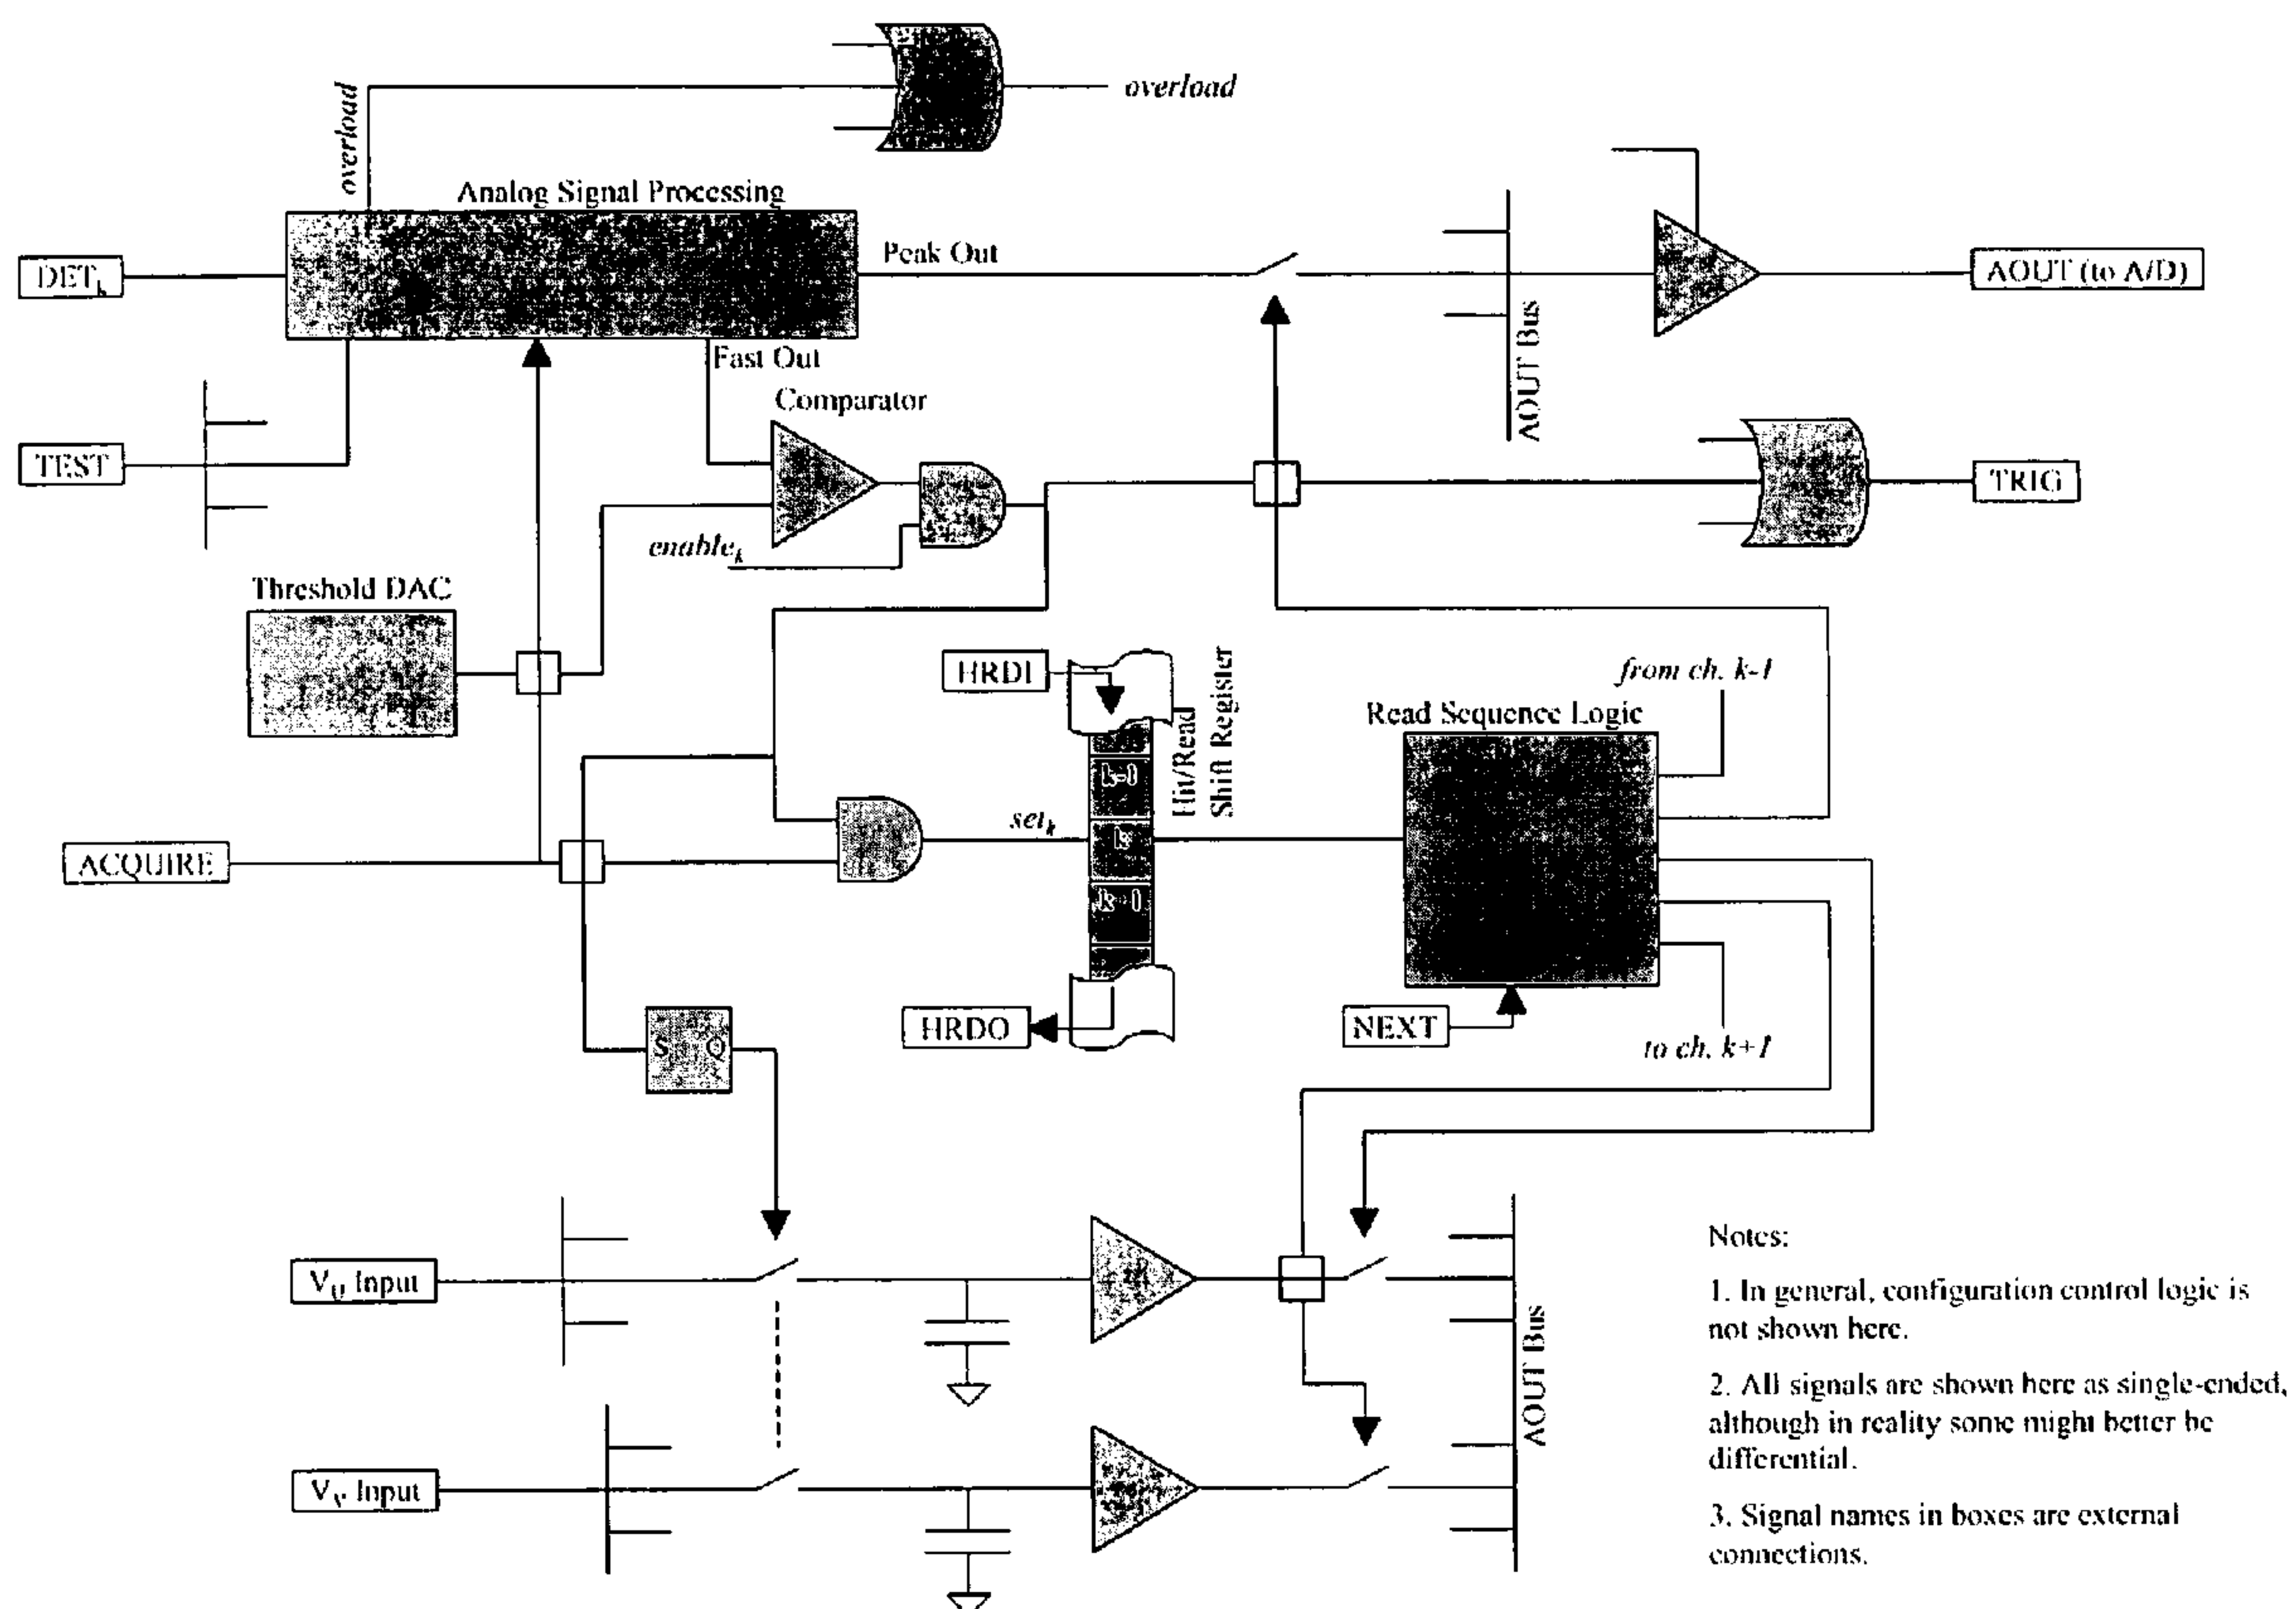 overload
overload
Analog Signal Processing
DETk
Peak Out
AOUT (to A/D)
AOUT Bus
Fast Out
Comparator
TEST
TRIG
enablek
Threshold DAC
HRDI
Hit/Read
Shift Register
from ch. k-1
Read Sequence Logic
k-1
k
k+1
setk
ACQUIRE
HRDO
NEXT
to ch. k+1
S Q
VU Input
VV Input
AOUT Bus
Notes:
1. In general, configuration control logic is
not shown here.
2. All signals are shown here as single-ended,
although in reality some might better be
differential.
3. Signal names in boxes are external
connections.